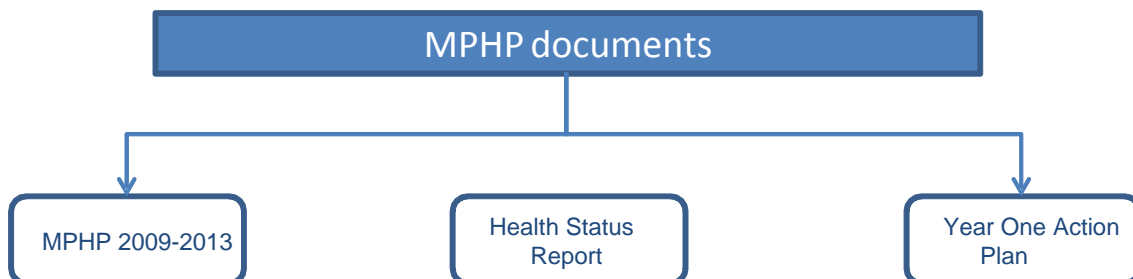 MPHP documents
MPHP 2009-2013
Health Status
Report
Year One Action
Plan